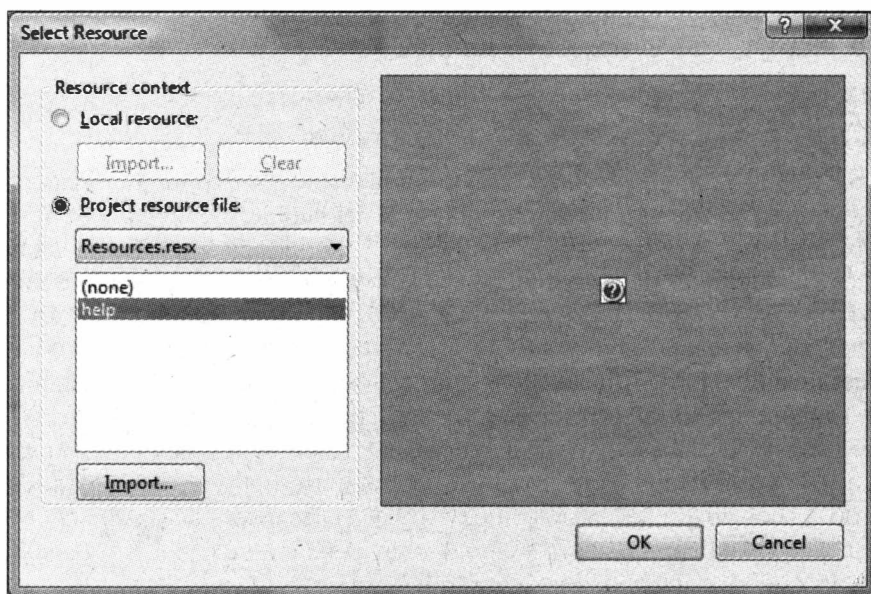 Select Resource
Resource context
Local resource:
Import...
Clear
Project resource file:
Resources.resx
(none)
help
Import...
OK
Cancel